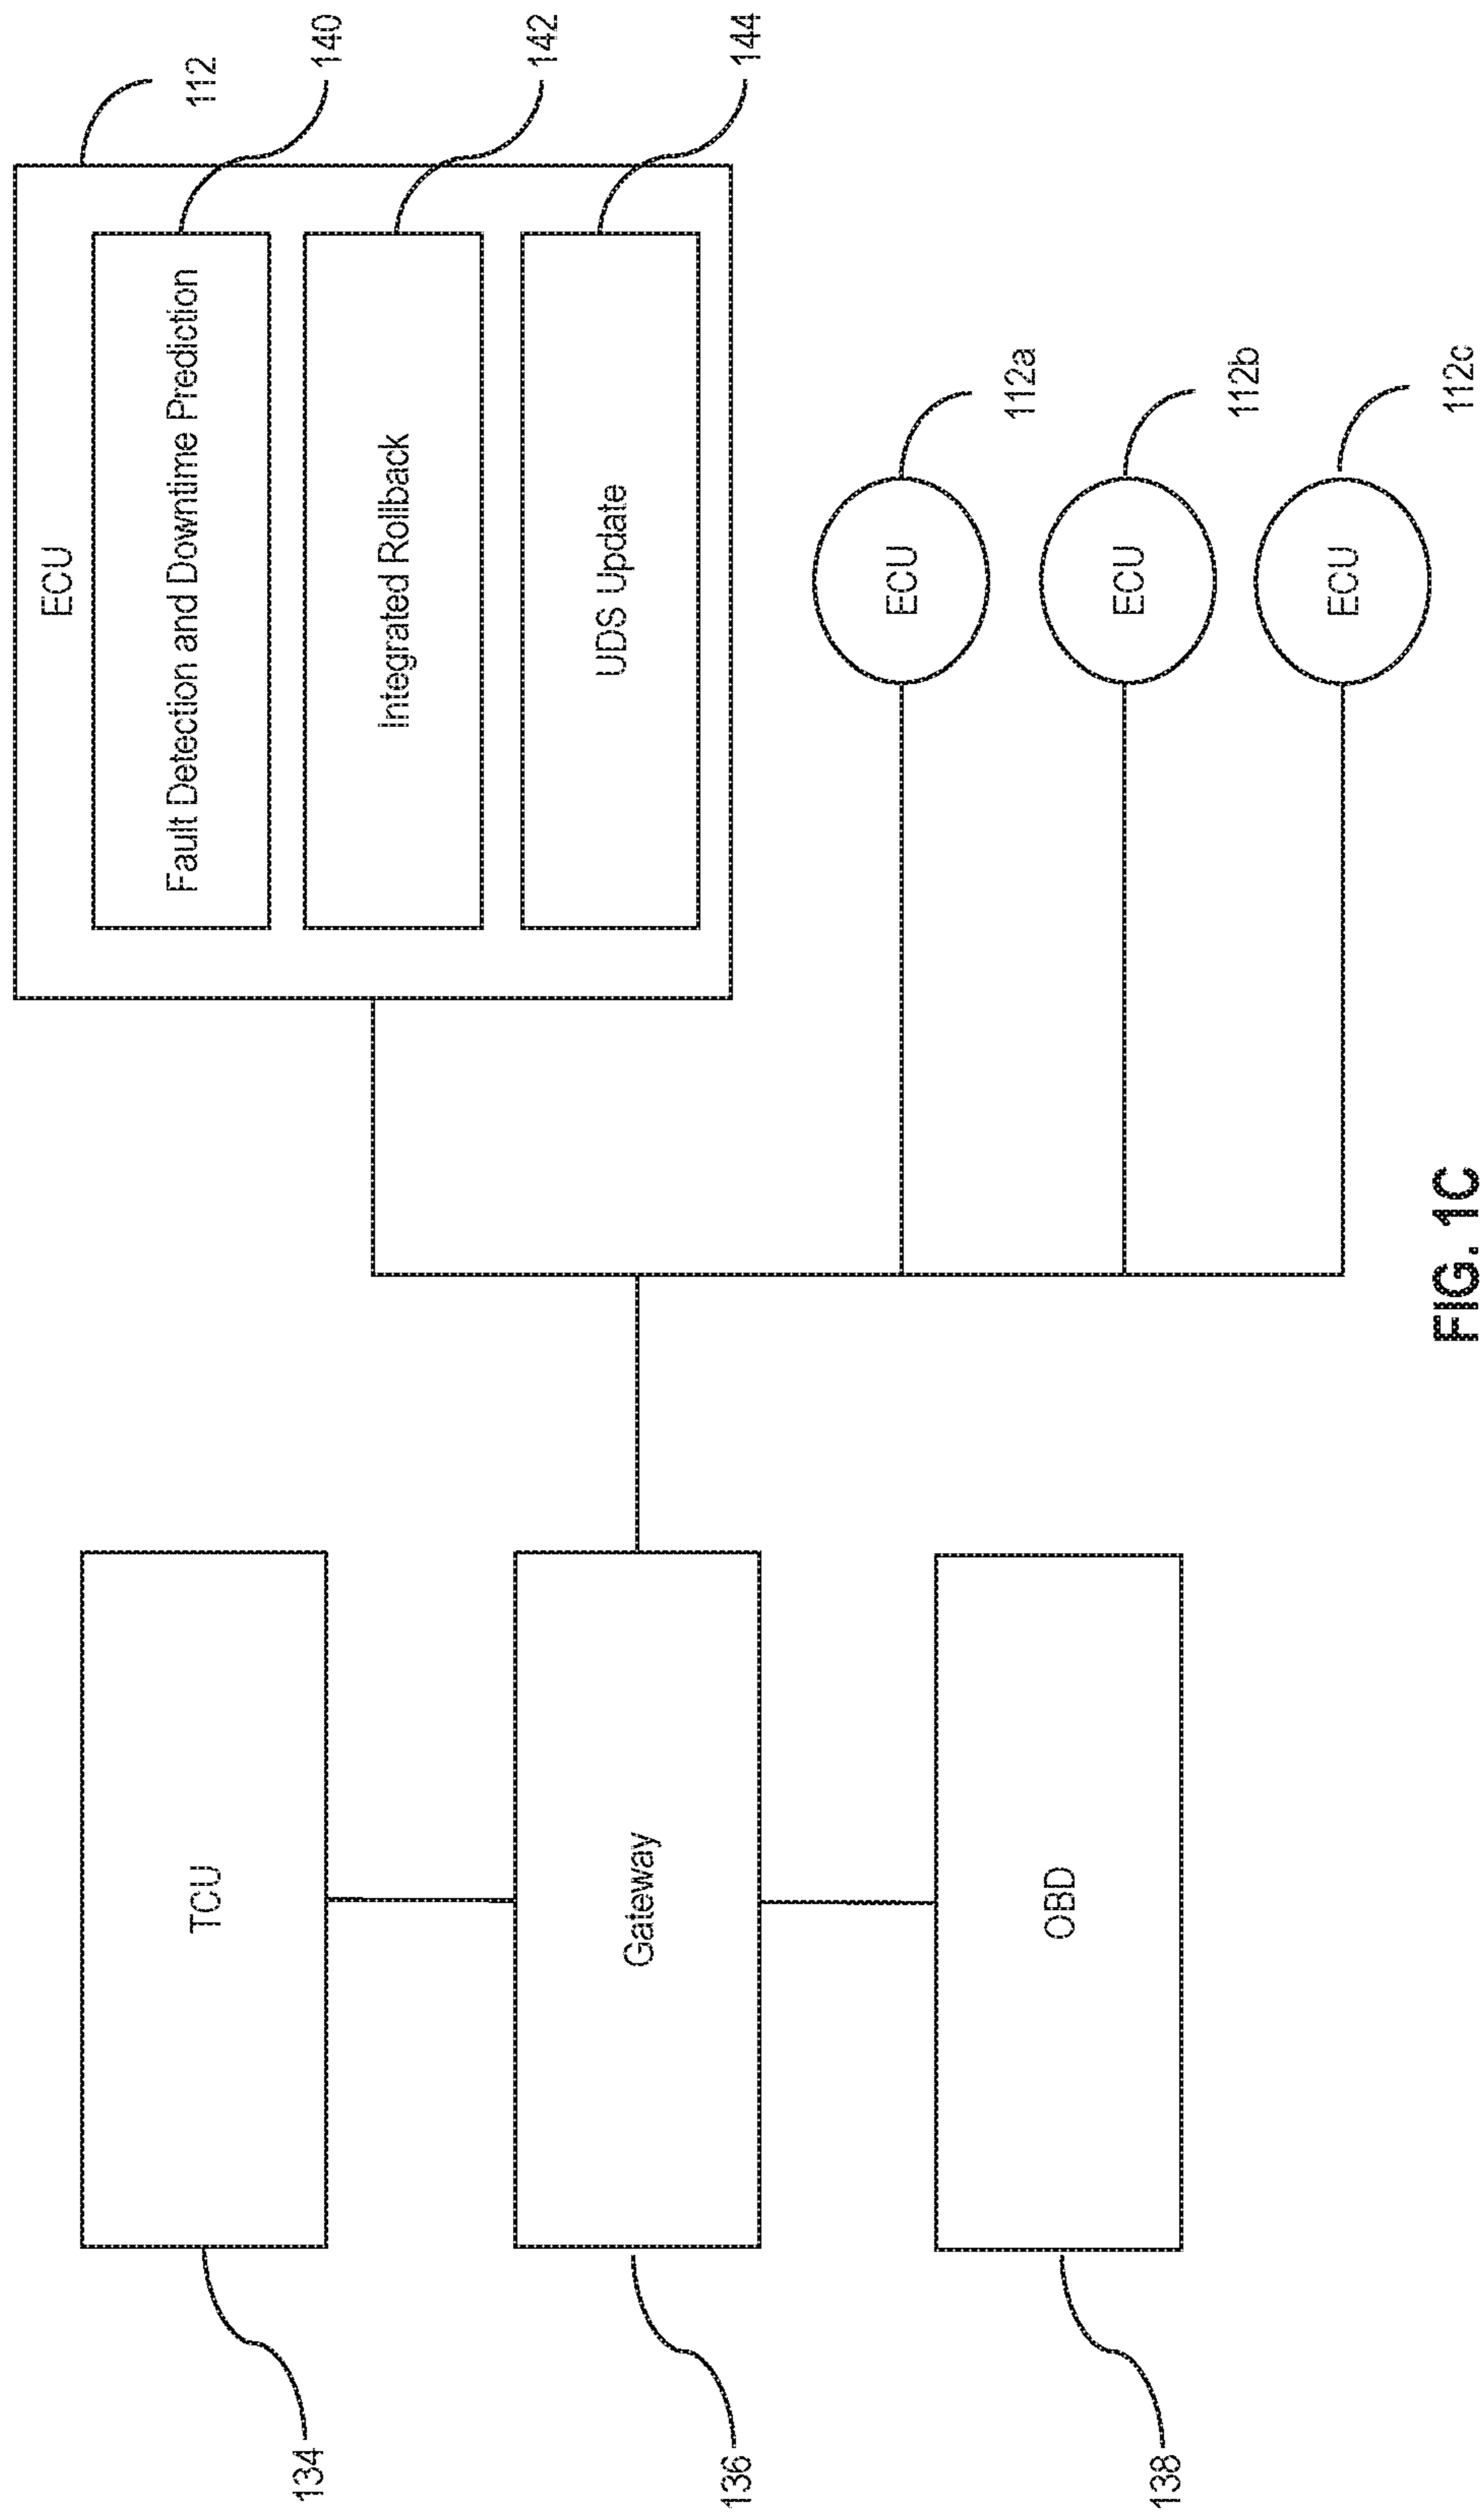 134
TCU
136
Gateway
138
OBD
ECU
112
Fault Detection and Downtime Prediction
140
Integrated Rollback
142
UDS Update
144
ECU
112a
ECU
112b
ECU
112c
FIG. 1C